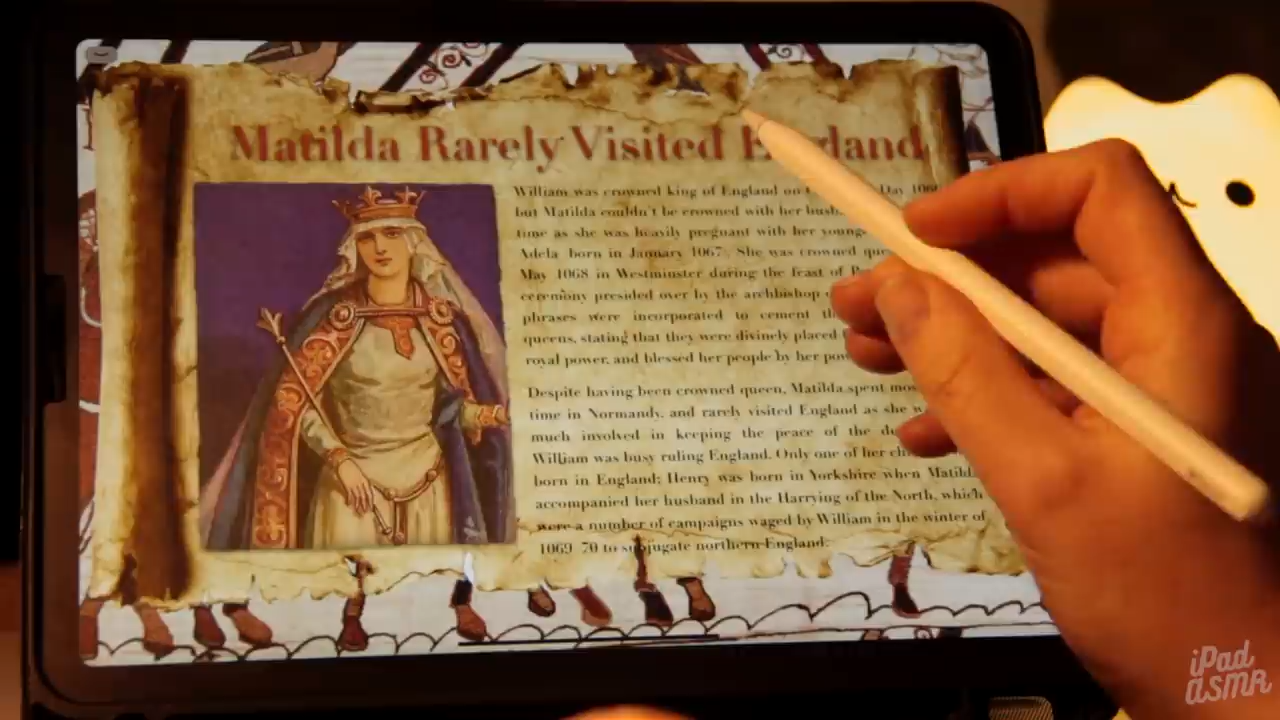 Matilda Rarely Visited
William was crowned king of England on Day
but Matilda couldn't be crowned with her
time as she was heavily pregnant with her
Adela born in January 1067. She was crowned
May 1068 in Westminster during the feast of
ceremony presided over by the archbishop
phrases were incorporated to cement
queens, stating that they were divinely placed
royal power, and blessed her people by her
Despite having been crowned queen, Matilda spent
time in Normandy, and rarely visited England as she
much involved in keeping the peace of the
William was busy ruling England. Only one of her
born in England; Henry was born in Yorkshire when
accompanied her husband in the Harrying of the North, which
were a number of campaigns waged by William in the winter of
1069-70 to subjugate northern England.
iPad
asmr